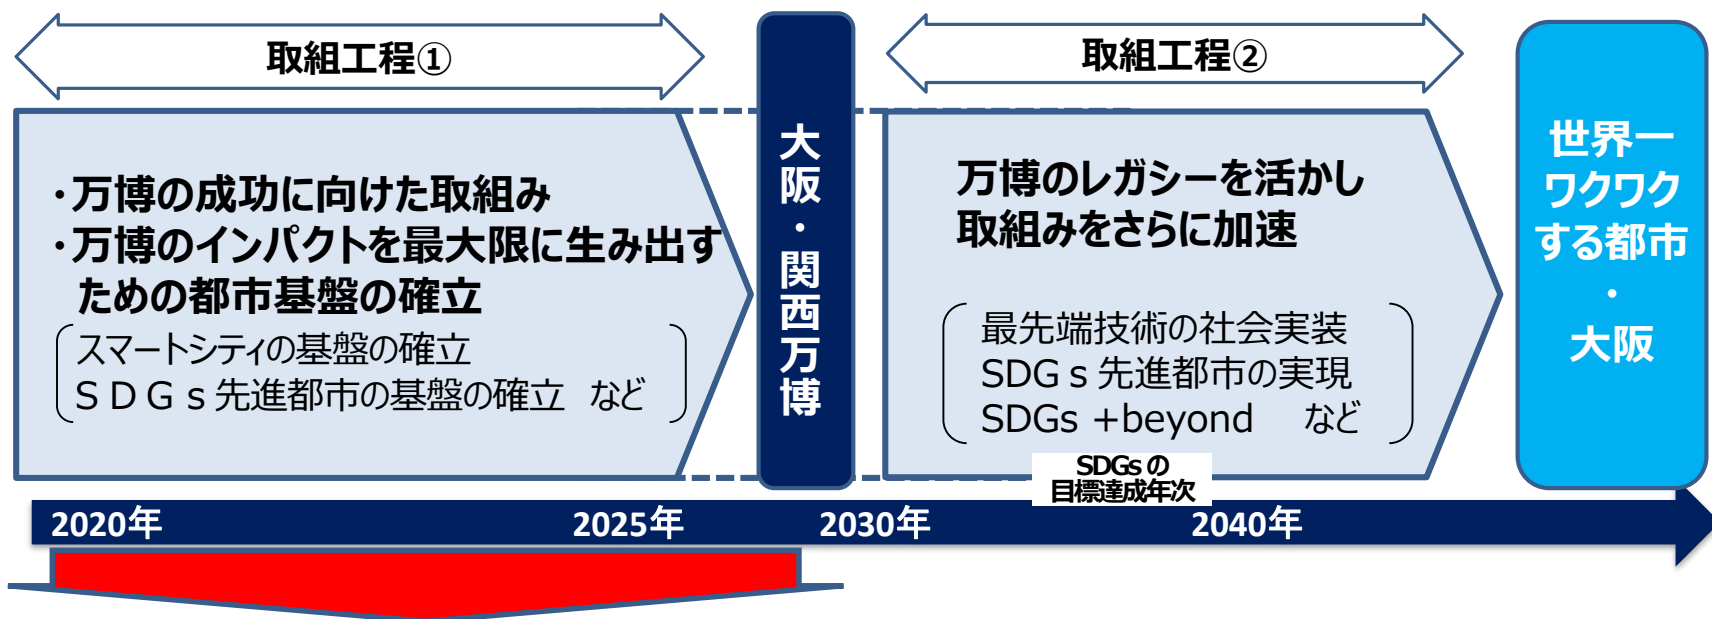 取組工程①
取組工程②
・万博の成功に向けた取組み
・万博のインパクトを最大限に生み出す
ための都市基盤の確立
スマートシティの基盤の確立
ＳＤＧｓ先進都市の基盤の確立　など
大阪・関西万博
万博のレガシーを活かし
取組みをさらに加速
最先端技術の社会実装
SDGｓ先進都市の実現
SDGs +beyond　など
世界一
ワクワク
する都市
・
大阪
SDGsの
目標達成年次
2020年 2025年 2030年 2040年